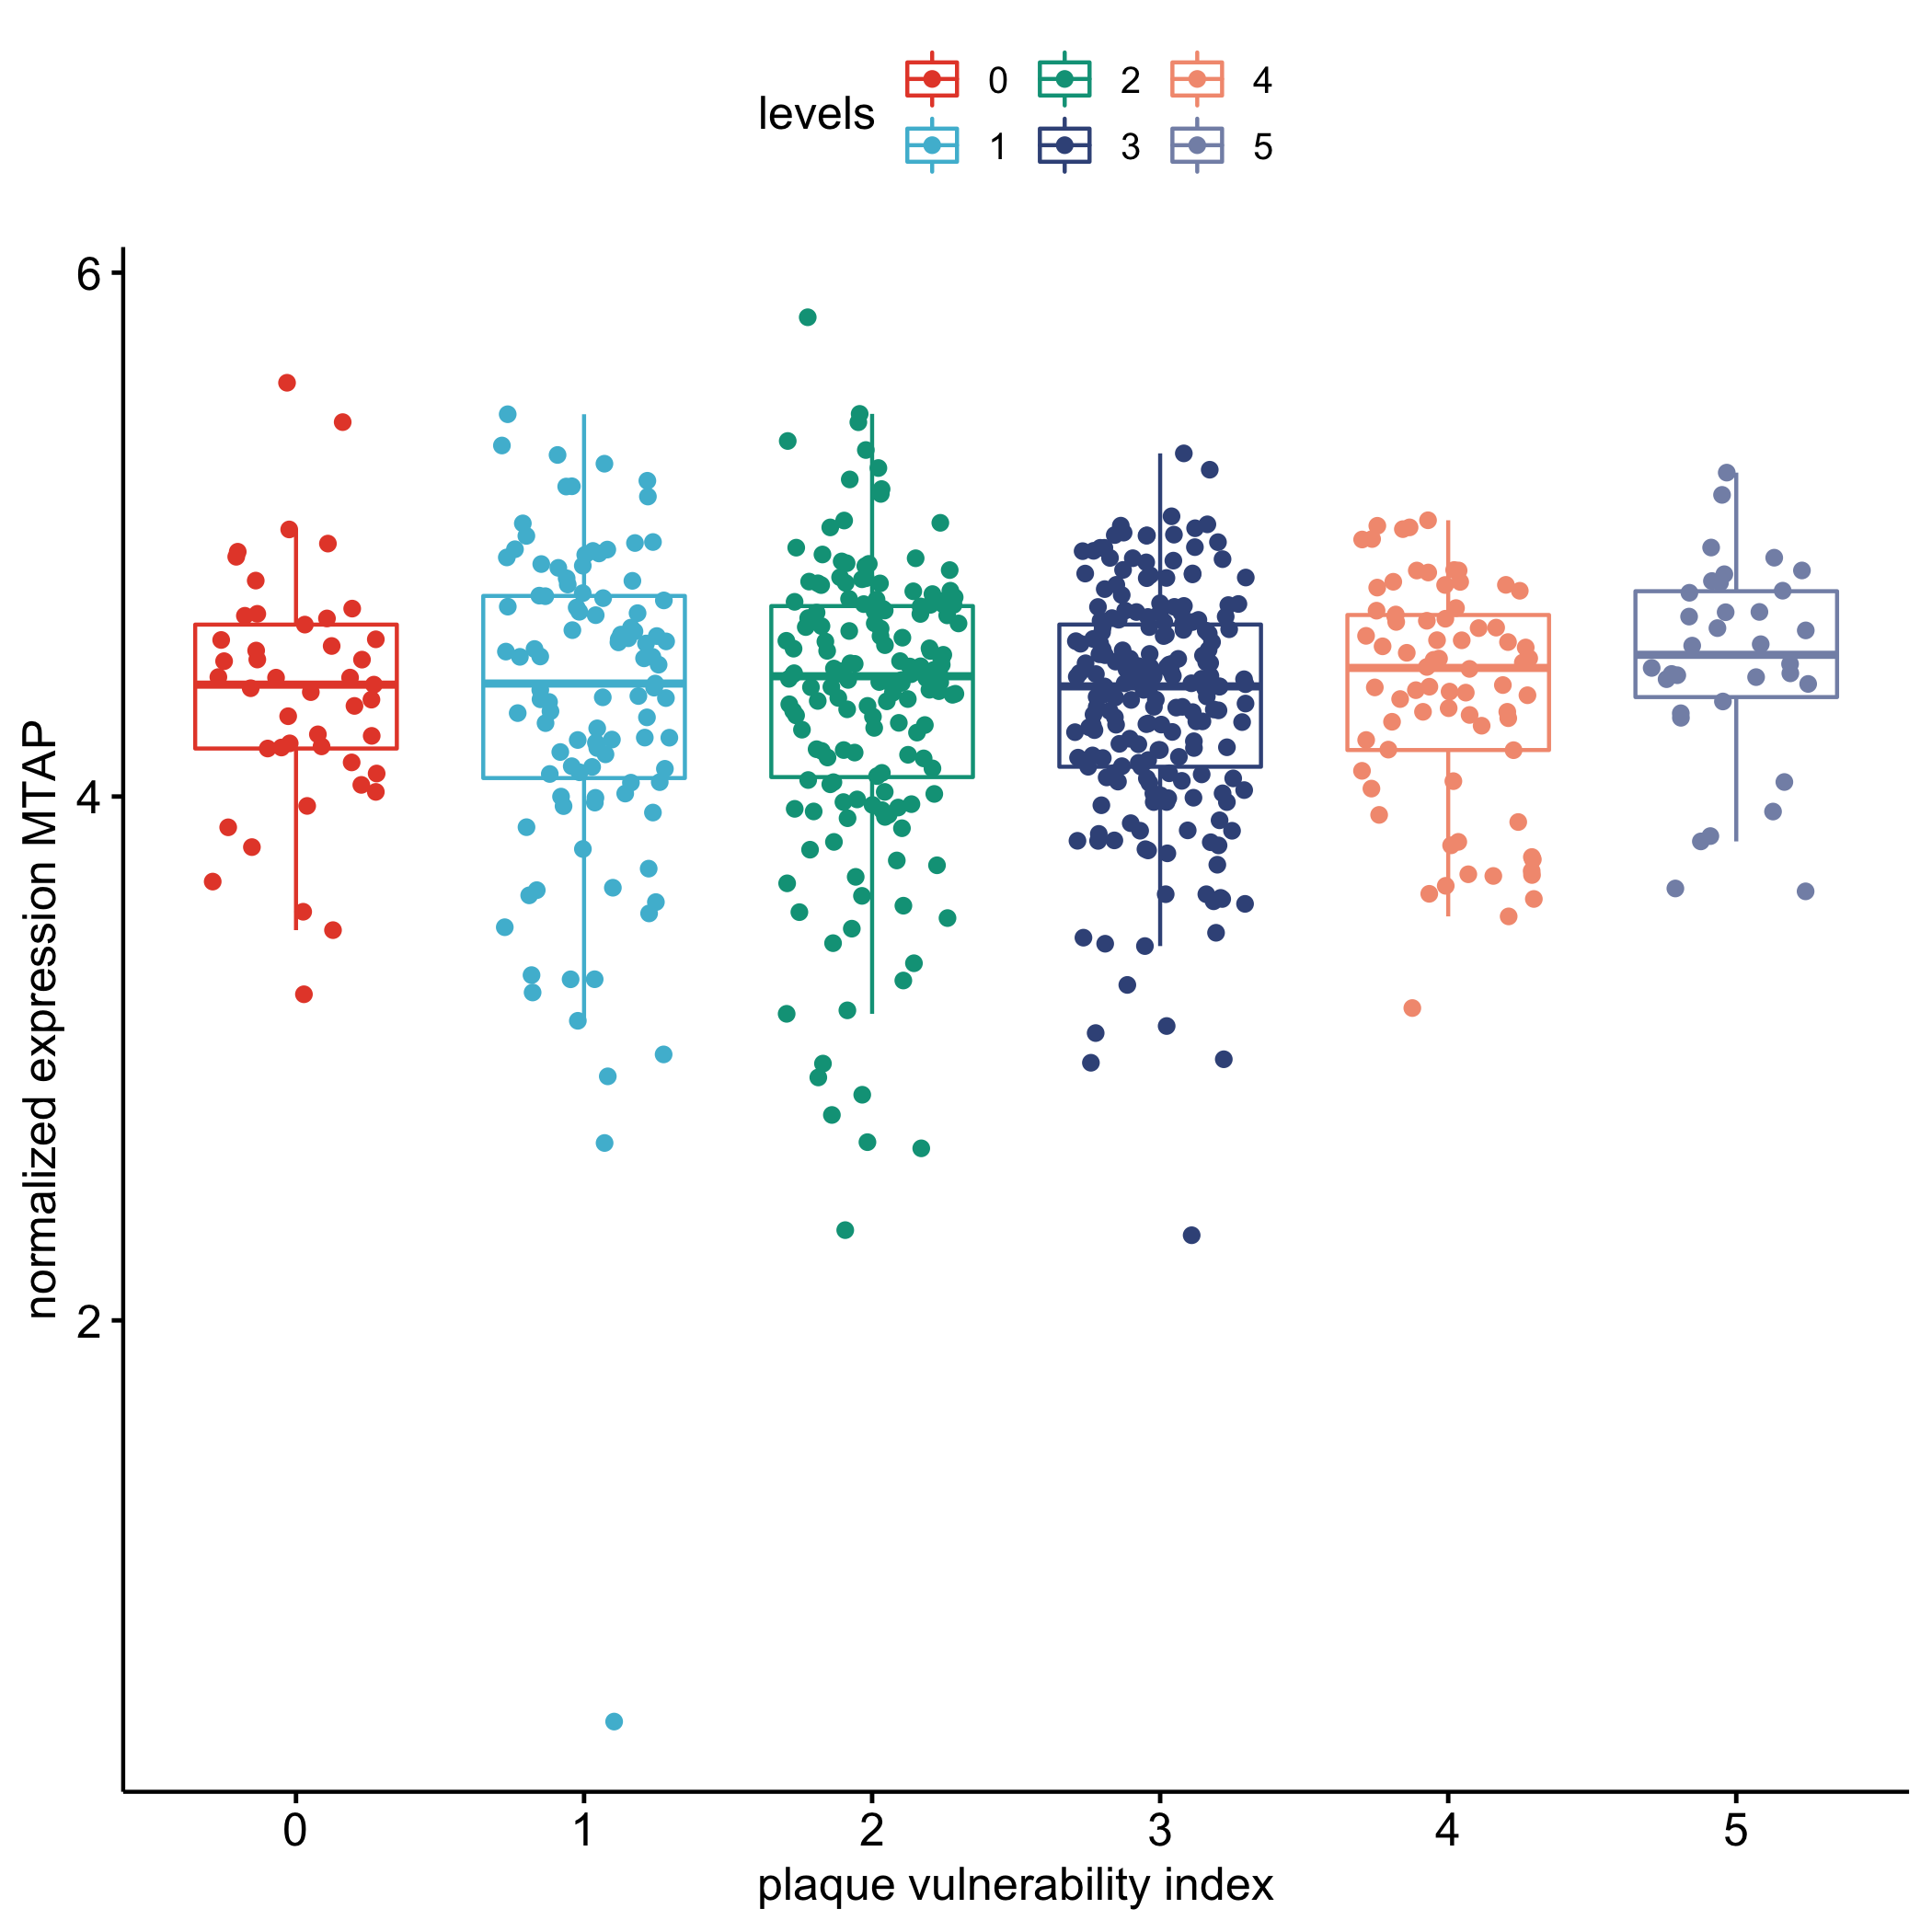 levels
0 2 4
1 3 5
normalized expression MTAP
6
4
2
0 1 2 3 4 5
plaque vulnerability index